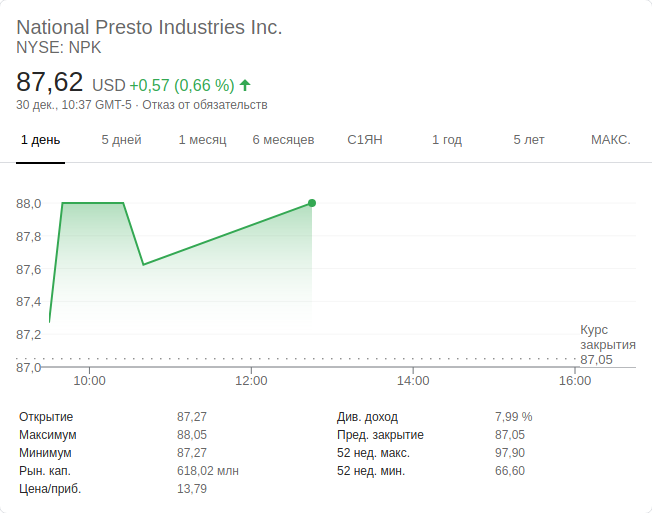 National Presto Industries Inc.
NYSE: NPK
87,62 USD +0,57 (0,66 %)
30 дек., 10:37 GMT-5 · Отказ от обязательств
1 день 5 дней 1 месяц 6 месяцев С1ЯН 1 год 5 лет МАКС.
88,0
87,8
87,6
87,4
87,2
87,0
Курс
закрытия
87,05
10:00 12:00 14:00 16:00
Открытие 87,27 Див. доход 7,99 %
Максимум 88,05 Пред. закрытие 87,05
Минимум 87,27 52 нед. макс. 97,90
Рын. кап. 618,02 млн 52 нед. мин. 66,60
Цена/приб. 13,79